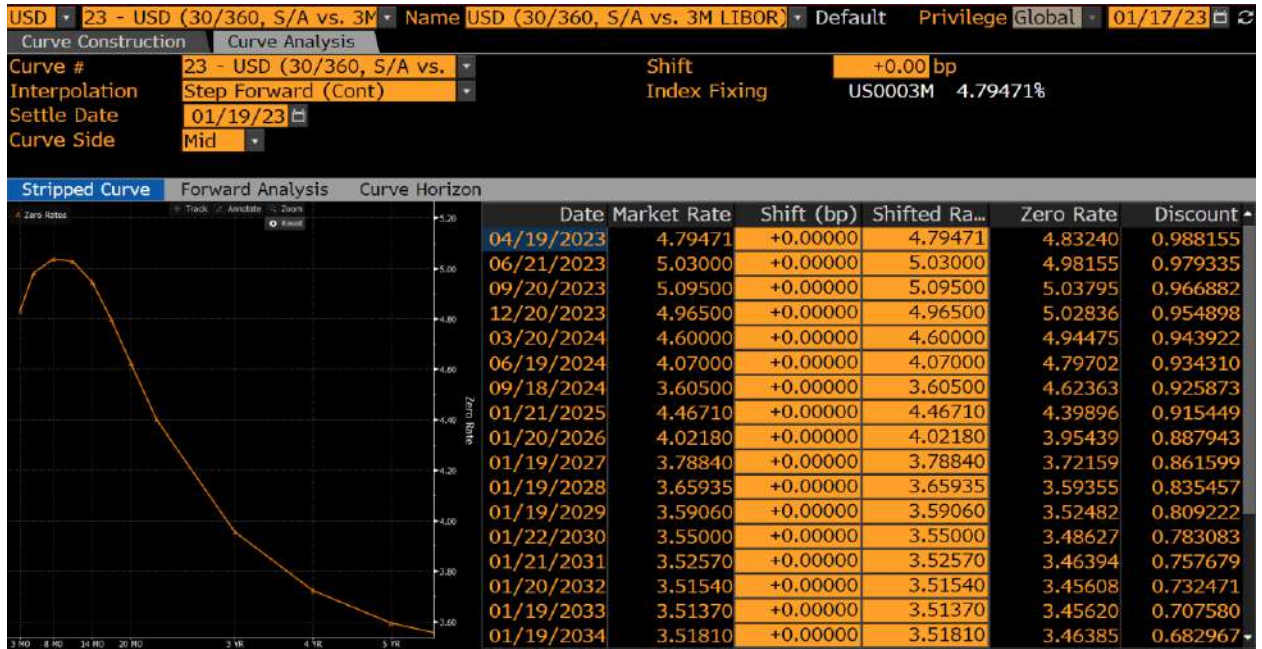 USD 23 - USD (30/360, S/A vs. 3M Name USD (30/360, S/A vs. 3M LIBOR) Default Privilege Global 01/17/23
Curve Construction Curve Analysis
Curve # 23 - USD (30/360, S/A vs. Shift +0.00 bp
Interpolation Step Forward (Cont) Index Fixing US0003M 4.79471%
Settle Date 01/19/23
Curve Side Mid
Stripped Curve Forward Analysis Curve Horizon
Zero Rates Track Annotate Zoom
Reset
5.20
5.00
4.80
4.60
4.40
4.20
4.00
3.80
3.60
Zero Rate
3 MO 8 MO 14 MO 20 MO 3 YR 4 YR 5 YR
Date Market Rate Shift (bp) Shifted Ra... Zero Rate Discount
04/19/2023 4.79471 +0.00000 4.79471 4.83240 0.988155
06/21/2023 5.03000 +0.00000 5.03000 4.98155 0.979335
09/20/2023 5.09500 +0.00000 5.09500 5.03795 0.966882
12/20/2023 4.96500 +0.00000 4.96500 5.02836 0.954898
03/20/2024 4.60000 +0.00000 4.60000 4.94475 0.943922
06/19/2024 4.07000 +0.00000 4.07000 4.79702 0.934310
09/18/2024 3.60500 +0.00000 3.60500 4.62363 0.925873
01/21/2025 4.46710 +0.00000 4.46710 4.39896 0.915449
01/20/2026 4.02180 +0.00000 4.02180 3.95439 0.887943
01/19/2027 3.78840 +0.00000 3.78840 3.72159 0.861599
01/19/2028 3.65935 +0.00000 3.65935 3.59355 0.835457
01/19/2029 3.59060 +0.00000 3.59060 3.52482 0.809222
01/22/2030 3.55000 +0.00000 3.55000 3.48627 0.783083
01/21/2031 3.52570 +0.00000 3.52570 3.46394 0.757679
01/20/2032 3.51540 +0.00000 3.51540 3.45608 0.732471
01/19/2033 3.51370 +0.00000 3.51370 3.45620 0.707580
01/19/2034 3.51810 +0.00000 3.51810 3.46385 0.682967